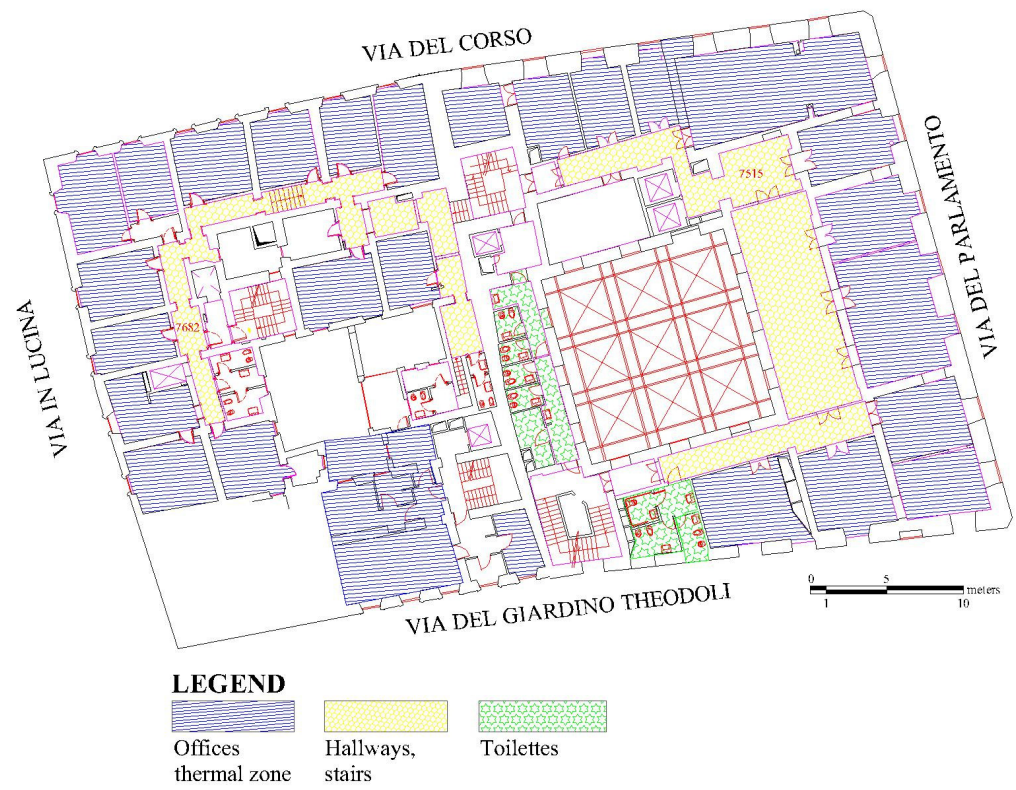 VIA DEL CORSO
VIA DEL PARLAMENTO
7515
VIA IN LUCINA
7682
0 5 meters
1 10
VIA DEL GIARDINO THEODOLI
LEGEND
Offices thermal zone
Hallways, stairs
Toilettes